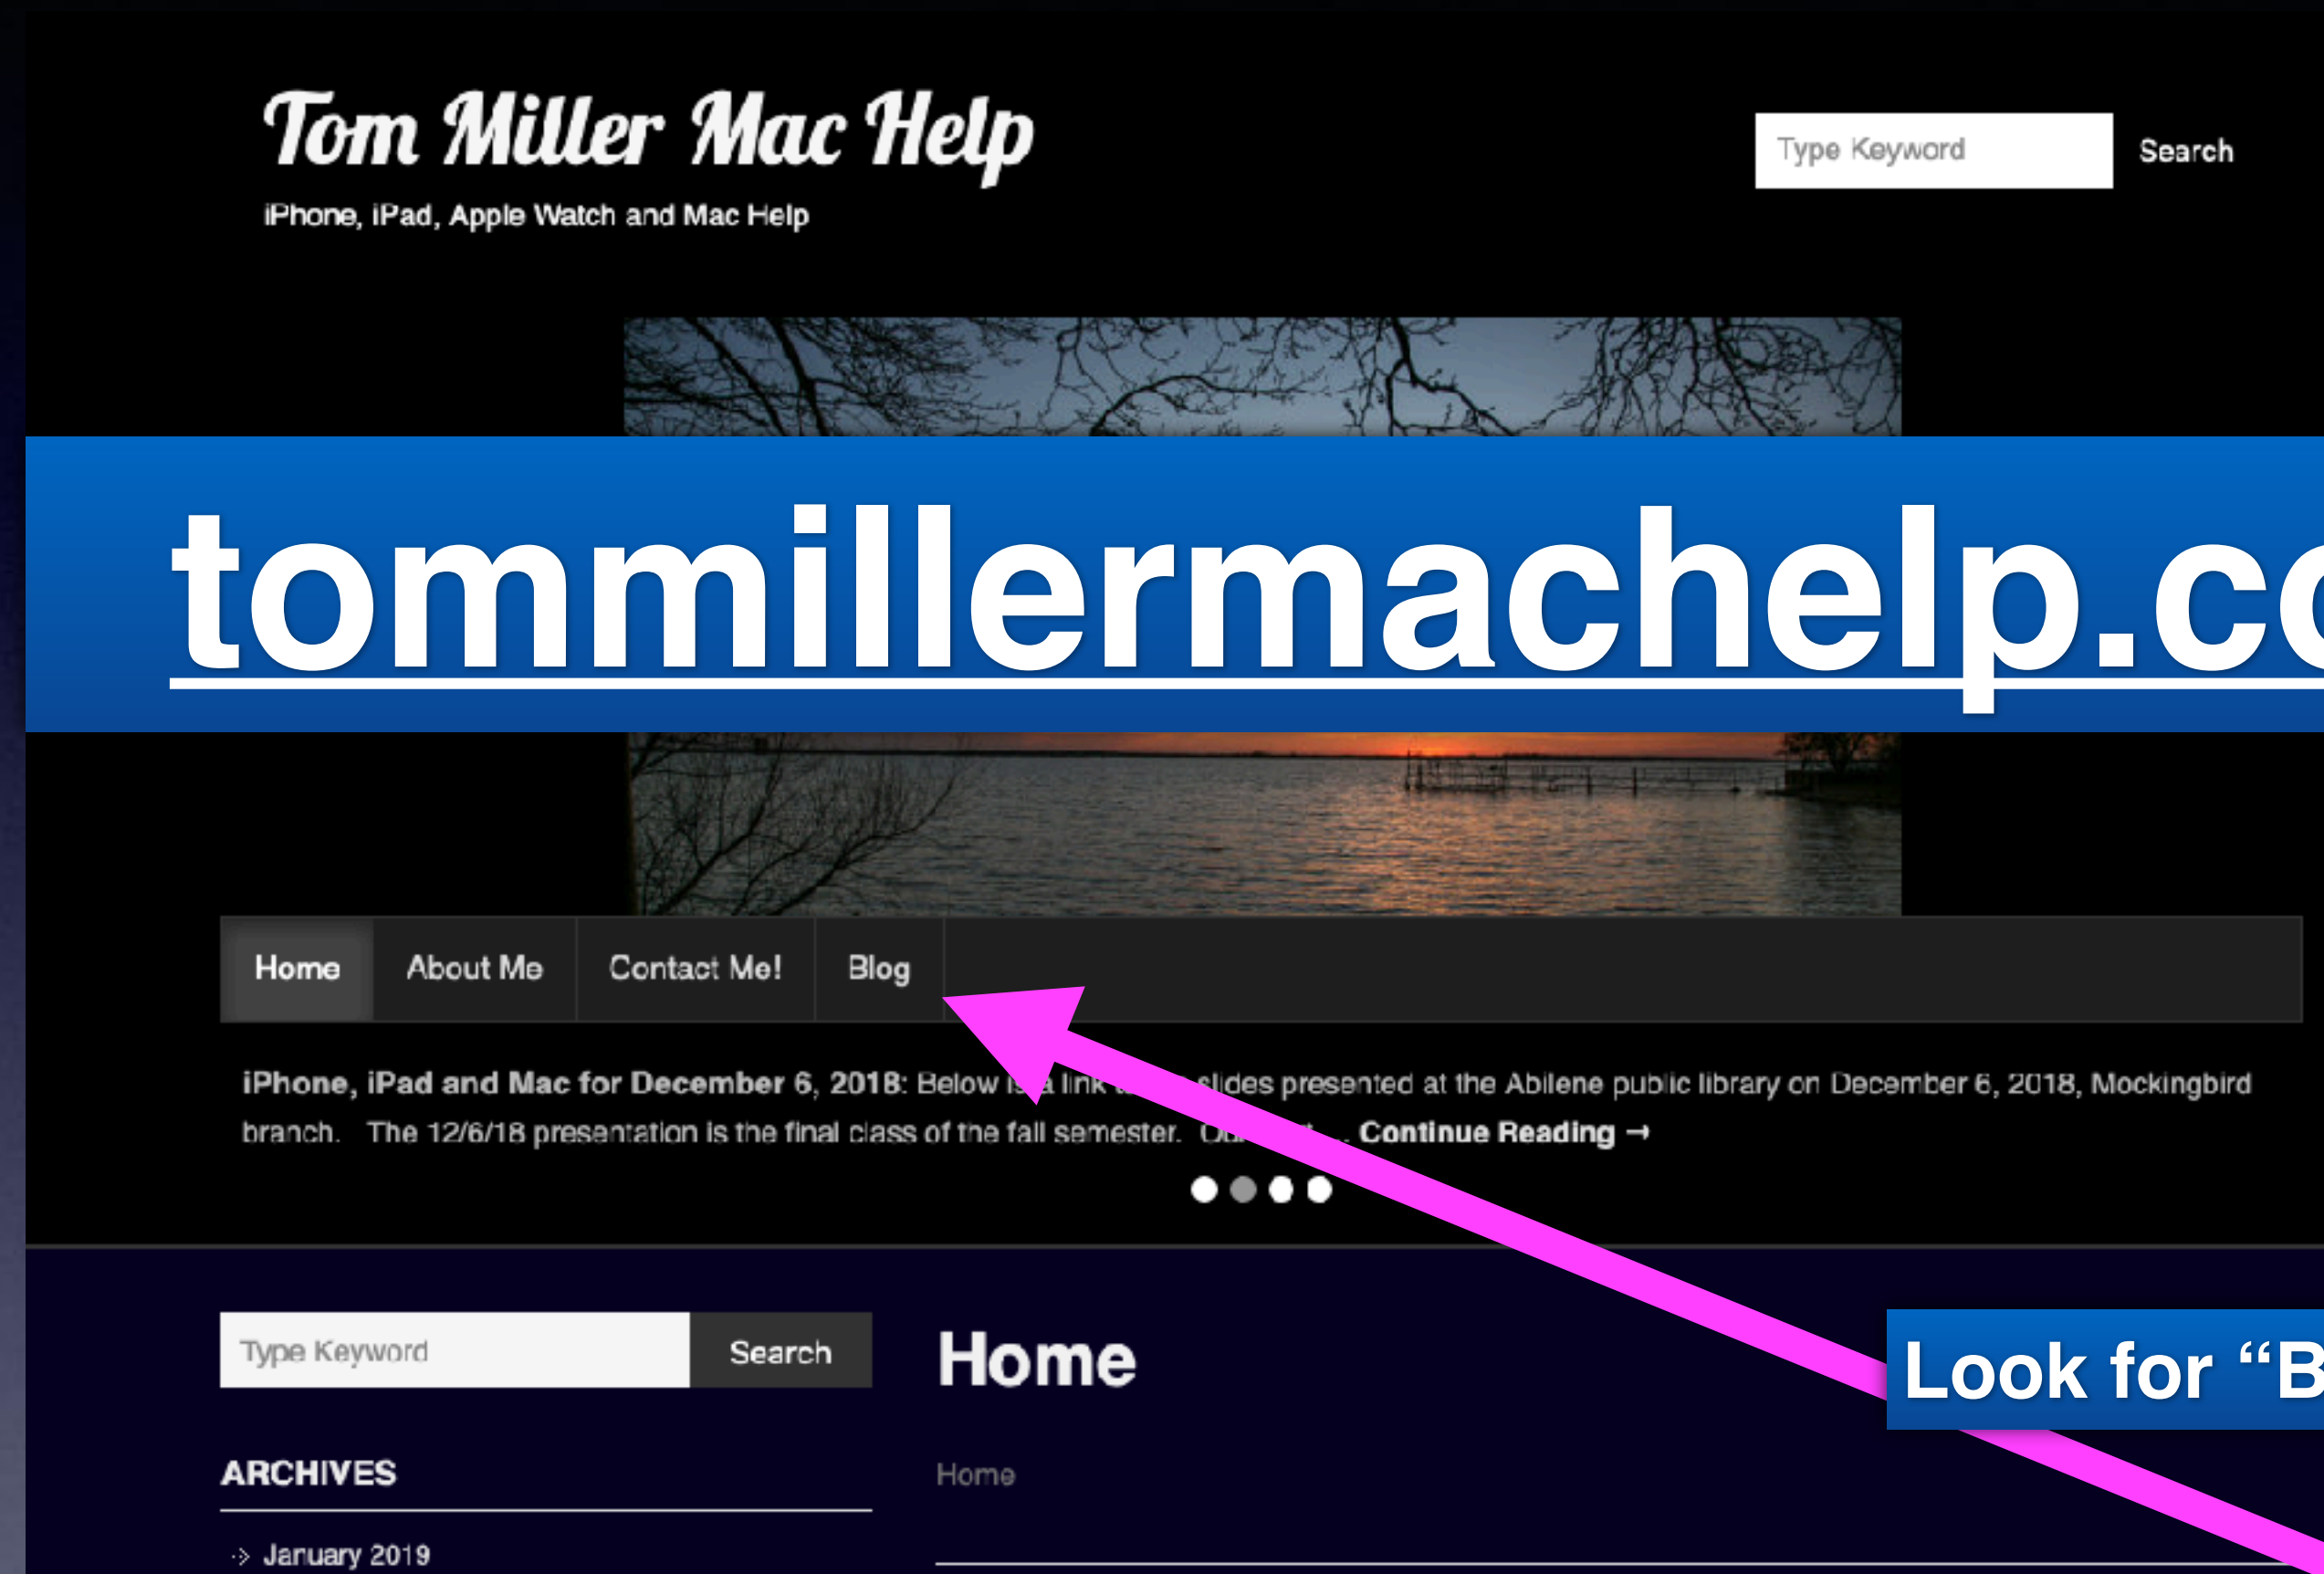 Tom Miller Mac Help
iPhone, iPad, Apple Watch and Mac Help
Type Keyword Search
tommillermachelp.co
Home About Me Contact Me! Blog
iPhone, iPad and Mac for December 6, 2018: Below is a link slides presented at the Abilene public library on December 6, 2018, Mockingbird
branch. The 12/6/18 presentation is the final class of the fall semester. Continue Reading →
Type Keyword Search
Home
Look for “B
ARCHIVES
Home
January 2019